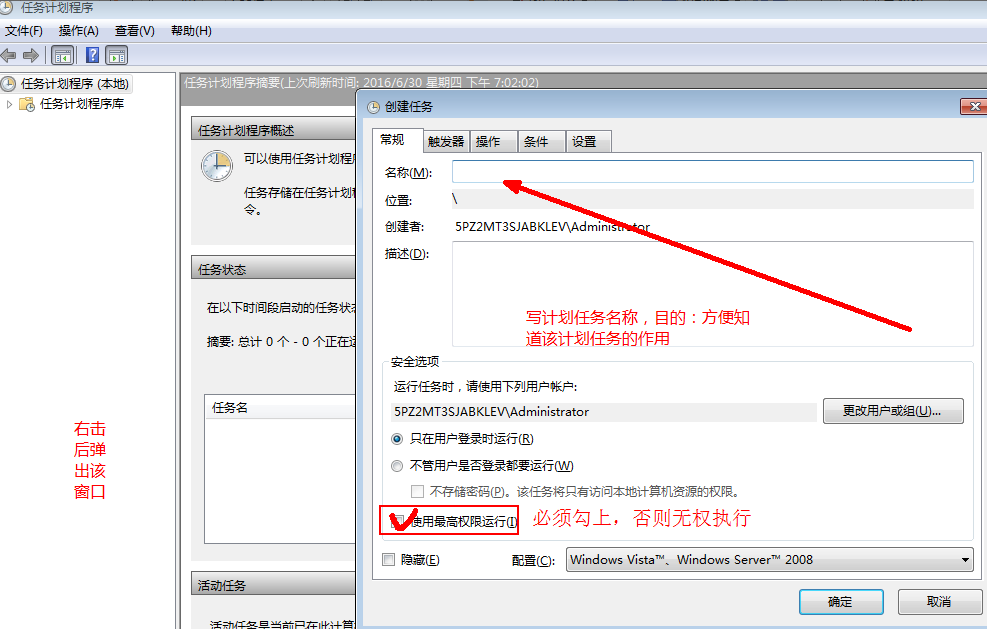 任务计划程序
文件(F) 操作(A) 查看(V) 帮助(H)
任务计划程序 (本地)
任务计划程序库
任务计划程序摘要(上次刷新时间: 2016/6/30 星期四 下午 7:02:02)
任务计划程序概述
可以使用任务计划程
任务存储在任务计划
令。
任务状态
在以下时间段启动的任务状
摘要: 总计 0 个 - 0 个正在
任务名
活动任务
活动任务是当前已在此计算
右击
后弹
出该
窗口
创建任务
常规 触发器 操作 条件 设置
名称(M):
位置: \
创建者: 5PZ2MT3SJABKLEV\Administrator
描述(D):
写计划任务名称，目的：方便知
道该计划任务的作用
安全选项
运行任务时，请使用下列用户帐户:
5PZ2MT3SJABKLEV\Administrator
更改用户或组(U)...
只在用户登录时运行(R)
不管用户是否登录都要运行(W)
不存储密码(P)。该任务将只有访问本地计算机资源的权限。
使用最高权限运行(I) 必须勾上，否则无权执行
隐藏(E) 配置(C): Windows Vista™、Windows Server™ 2008
确定 取消